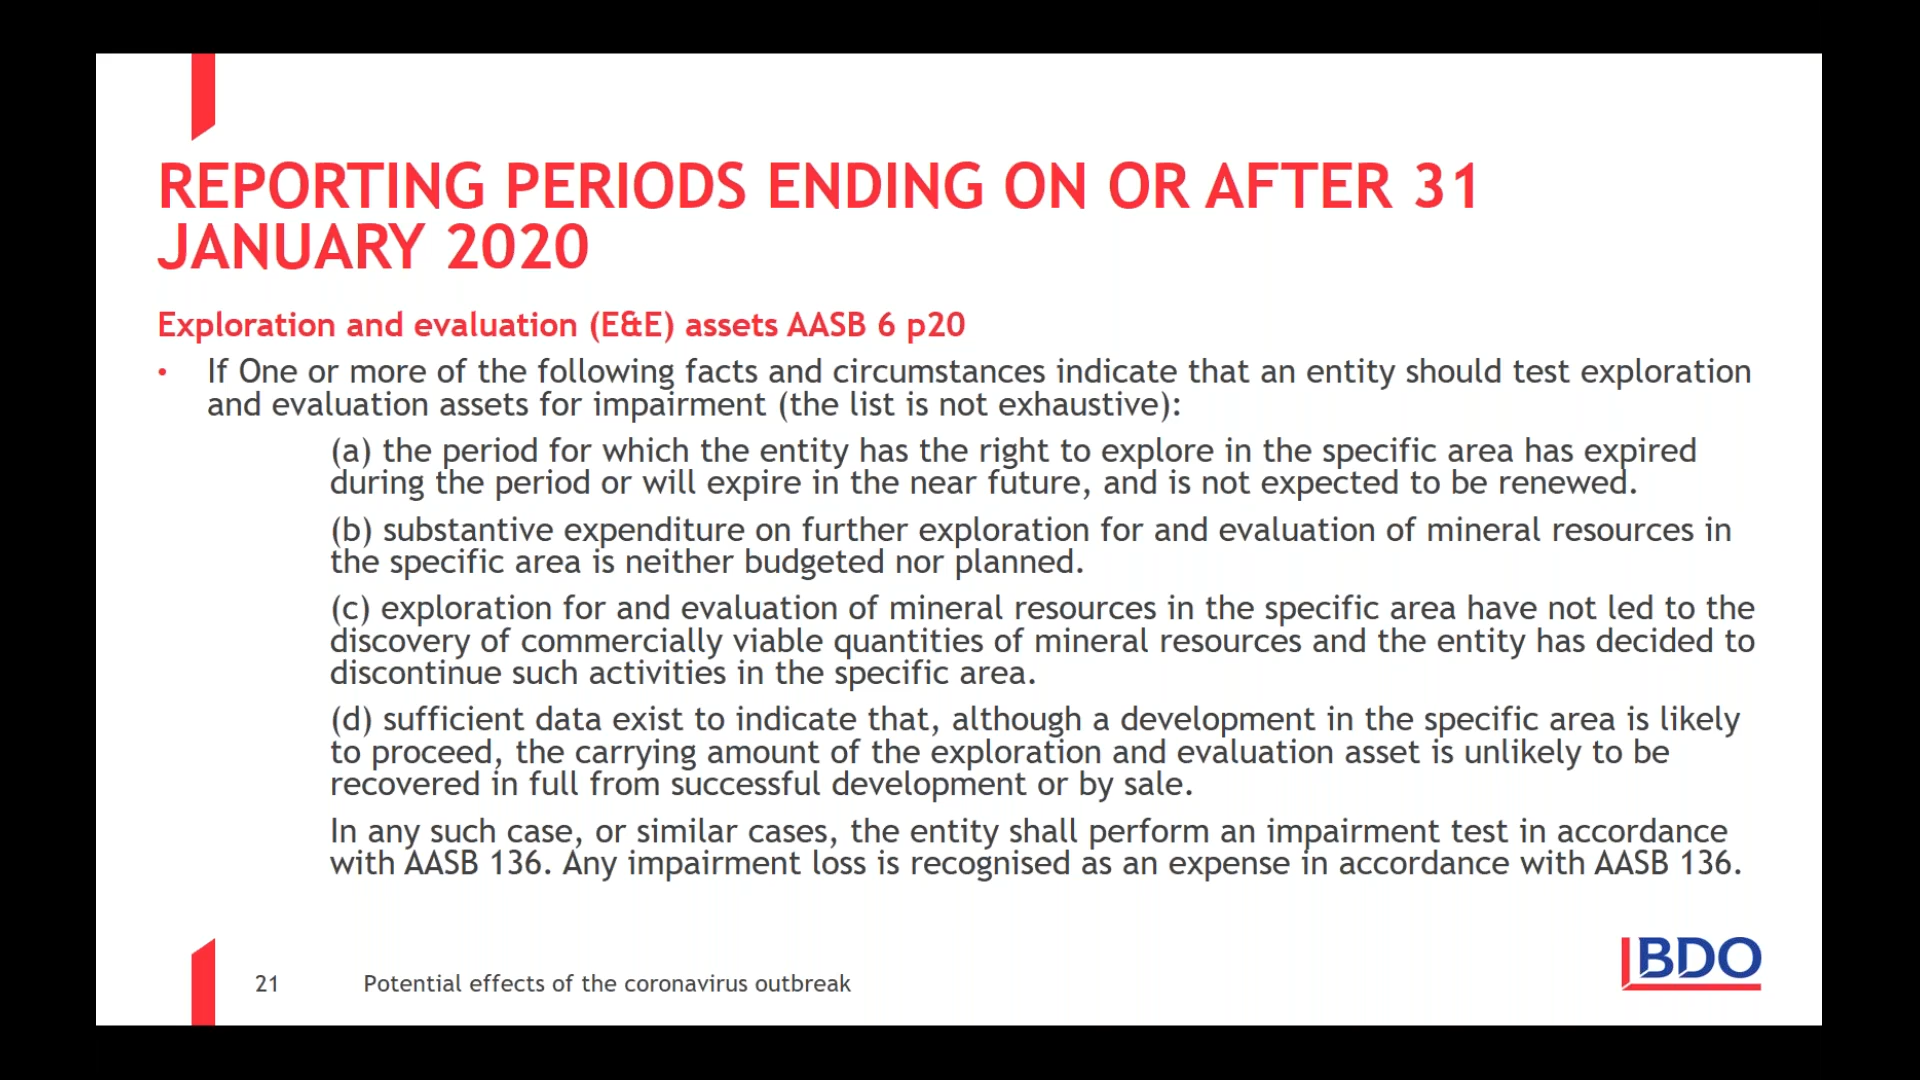 REPORTING PERIODS ENDING ON OR AFTER 31
JANUARY 2020
Exploration and evaluation (E&E) assets AASB 6 p20
• If One or more of the following facts and circumstances indicate that an entity should test exploration
and evaluation assets for impairment (the list is not exhaustive):
(a) the period for which the entity has the right to explore in the specific area has expired
during the period or will expire in the near future, and is not expected to be renewed.
(b) substantive expenditure on further exploration for and evaluation of mineral resources in
the specific area is neither budgeted nor planned.
(c) exploration for and evaluation of mineral resources in the specific area have not led to the
discovery of commercially viable quantities of mineral resources and the entity has decided to
discontinue such activities in the specific area.
(d) sufficient data exist to indicate that, although a development in the specific area is likely
to proceed, the carrying amount of the exploration and evaluation asset is unlikely to be
recovered in full from successful development or by sale.
In any such case, or similar cases, the entity shall perform an impairment test in accordance
with AASB 136. Any impairment loss is recognised as an expense in accordance with AASB 136.
21 Potential effects of the coronavirus outbreak
BDO